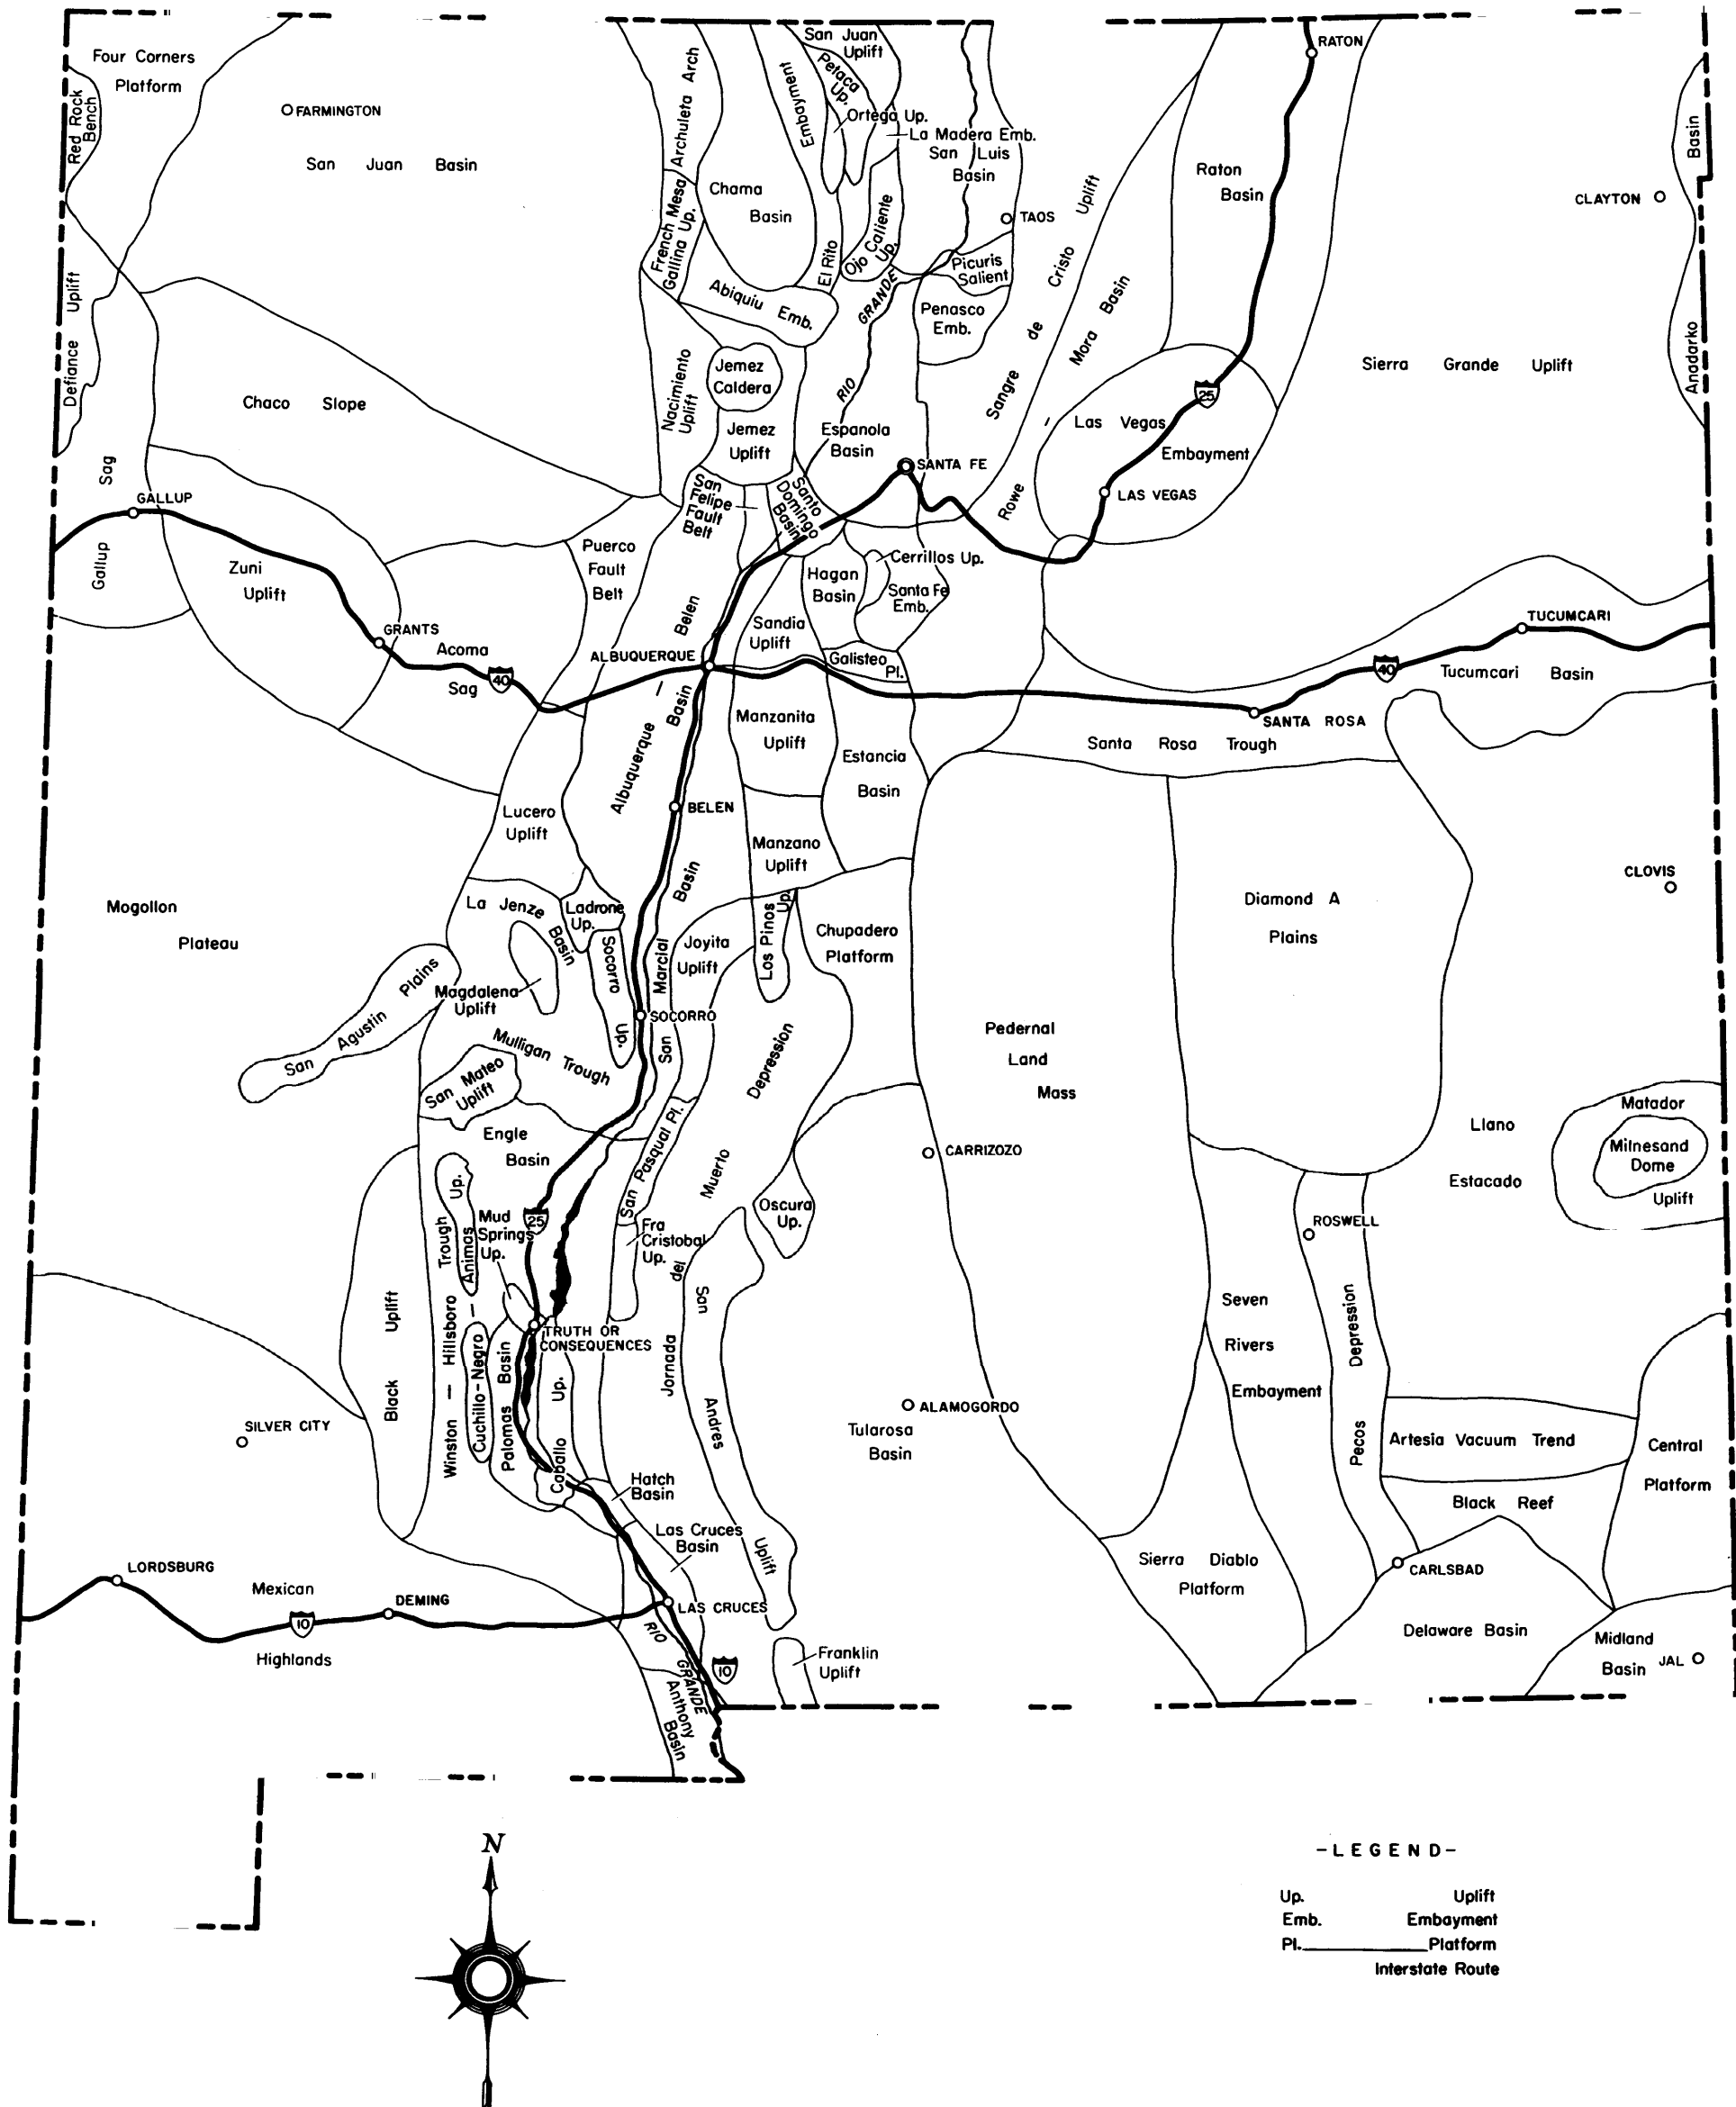 Four Corners
Platform
Red Rock
Bench
FARMINGTON
San Juan Basin
Archuleta Arch
French Mesa
Gallina Up.
Chama
Basin
Embayment
El Rito
San Juan
Uplift
Petaca
Up.
Ortega Up.
La Madera Emb.
San Luis
Basin
Ojo Caliente
Up.
TAOS
Picuris
Salient
Penasco
Emb.
RIO GRANDE
Abiquiu Emb.
Sangre de Cristo Uplift
Raton
Basin
RATON
CLAYTON
Anadarko Basin
Sierra Grande Uplift
Rowe – Mora Basin
Las Vegas
Embayment
25
LAS VEGAS
Defiance Uplift
Chaco Slope
Nacimiento
Uplift
Jemez
Caldera
Jemez
Uplift
Espanola
Basin
SANTA FE
San
Felipe
Fault
Belt
Santo
Domingo
Basin
Gallup Sag
GALLUP
Zuni
Uplift
GRANTS
Acoma
Sag
40
Puerco
Fault
Belt
Hagan
Basin
Cerrillos Up.
Santa Fe
Emb.
Sandia
Uplift
Galisteo
Pl.
ALBUQUERQUE
Albuquerque – Belen
Basin
TUCUMCARI
40
Tucumcari Basin
SANTA ROSA
Santa Rosa Trough
Manzanita
Uplift
Estancia
Basin
BELEN
Lucero
Uplift
Manzano
Uplift
Mogollon
Plateau
La Jenze
Basin
Ladrone
Up.
Socorro Up.
Magdalena
Uplift
San Agustin Plains
San Marcial Basin
Joyita
Uplift
Los Pinos Up.
Chupadero
Platform
SOCORRO
Mulligan Trough
San Mateo
Uplift
Pedernal
Land
Mass
Diamond A
Plains
CLOVIS
Engle
Basin
San Pasqual Pl.
Jornada del Muerto Depression
Oscura
Up.
CARRIZOZO
Llano
Estacado
Matador
Milnesand
Dome
Uplift
Black Uplift
Winston – Hillsboro Trough
Animas Up.
Cuchillo-Negro –
Mud
Springs
Up.
25
Fra
Cristobal
Up.
TRUTH OR
CONSEQUENCES
Palomas Basin
Caballo Up.
San Andres Uplift
ROSWELL
Seven
Rivers
Embayment
Pecos Depression
SILVER CITY
ALAMOGORDO
Tularosa
Basin
Artesia Vacuum Trend
Central
Platform
Black Reef
Hatch
Basin
Las Cruces
Basin
Sierra Diablo
Platform
CARLSBAD
LORDSBURG
Mexican
Highlands
10
DEMING
LAS CRUCES
RIO GRANDE
10
Franklin
Uplift
Anthony
Basin
Delaware Basin
Midland
Basin
JAL
N
–LEGEND–
Up. Uplift
Emb. Embayment
Pl. Platform
Interstate Route